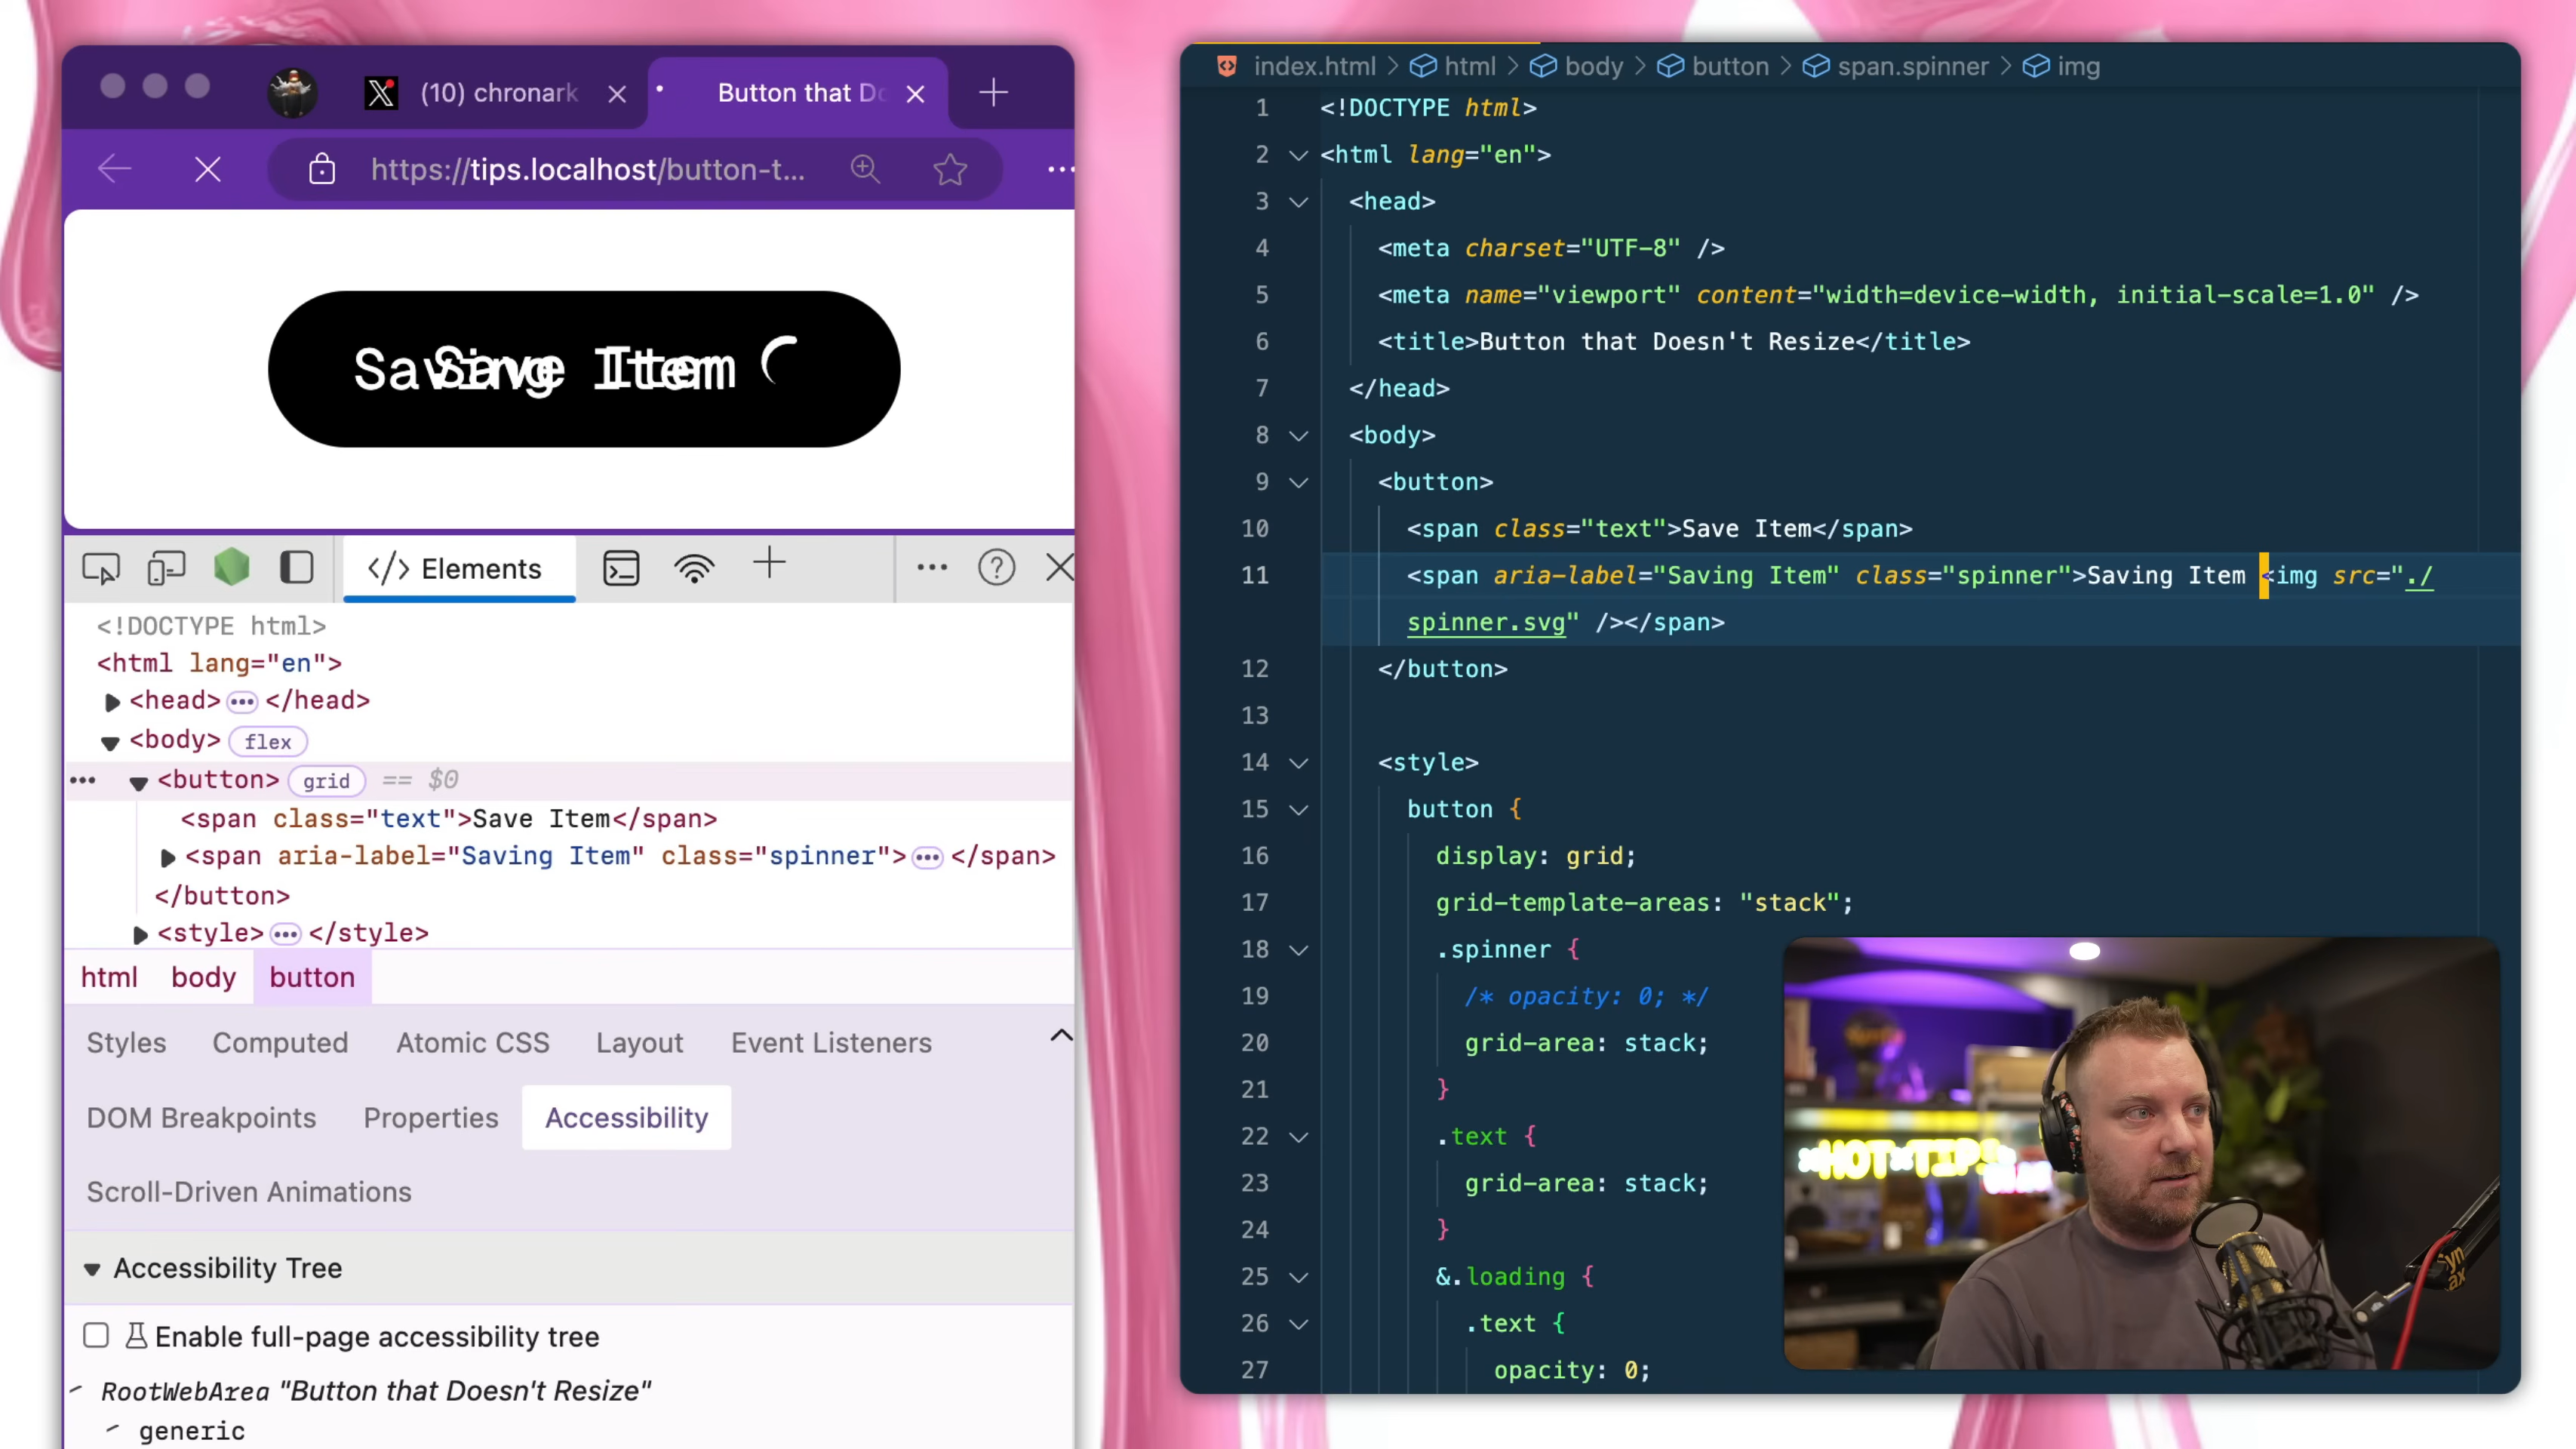 (10) chronark
Button that Do
https://tips.localhost/button-t...
Saving Item
Save Item
Elements
<!DOCTYPE html>
<html lang="en">
<head> ••• </head>
<body> flex
••• <button> grid == $0
<span class="text">Save Item</span>
<span aria-label="Saving Item" class="spinner"> ••• </span>
</button>
<style> ••• </style>
html body button
Styles Computed Atomic CSS Layout Event Listeners
DOM Breakpoints Properties Accessibility
Scroll-Driven Animations
Accessibility Tree
Enable full-page accessibility tree
RootWebArea "Button that Doesn't Resize"
generic
index.html > html > body > button > span.spinner > img
1 <!DOCTYPE html>
2 <html lang="en">
3 <head>
4 <meta charset="UTF-8" />
5 <meta name="viewport" content="width=device-width, initial-scale=1.0" />
6 <title>Button that Doesn't Resize</title>
7 </head>
8 <body>
9 <button>
10 <span class="text">Save Item</span>
11 <span aria-label="Saving Item" class="spinner">Saving Item <img src="./
spinner.svg" /></span>
12 </button>
13
14 <style>
15 button {
16 display: grid;
17 grid-template-areas: "stack";
18 .spinner {
19 /* opacity: 0; */
20 grid-area: stack;
21 }
22 .text {
23 grid-area: stack;
24 }
25 &.loading {
26 .text {
27 opacity: 0;
HOT TIPS